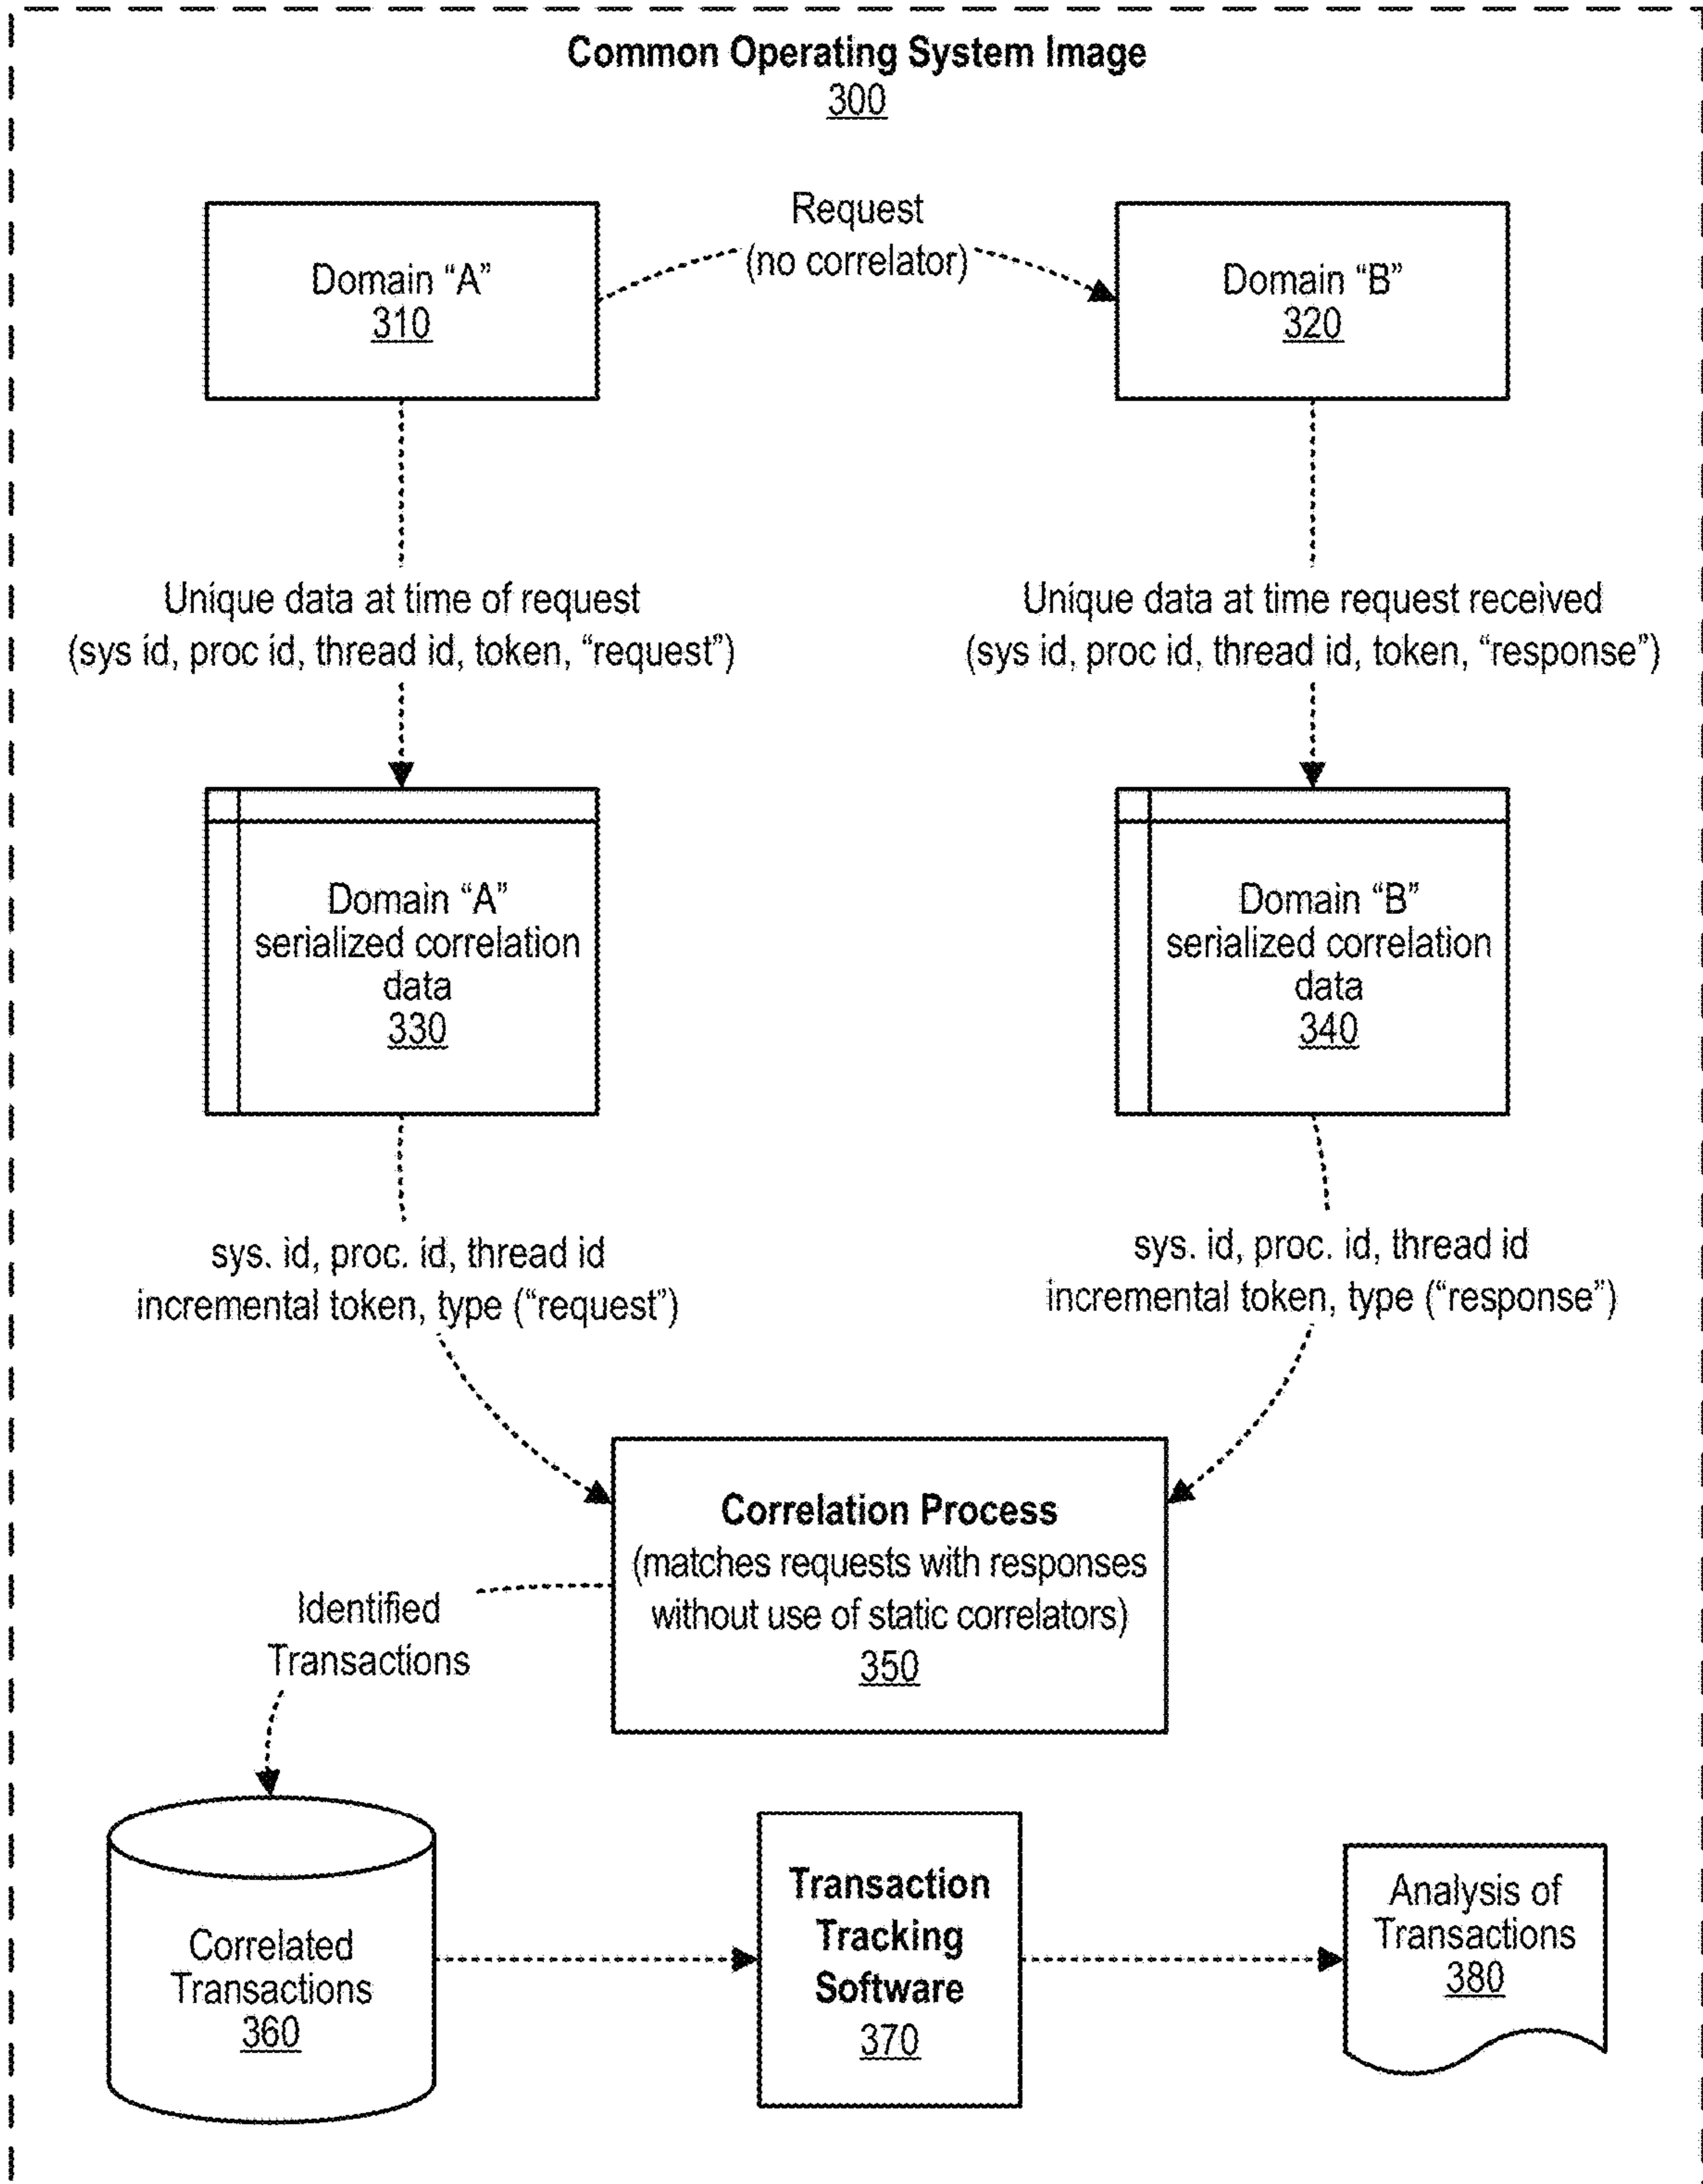 Common Operating System Image
300
Request
(no correlator)
Domain “A”
310
Domain “B”
320
Unique data at time of request
(sys id, proc id, thread id, token, “request”)
Unique data at time request received
(sys id, proc id, thread id, token, “response”)
Domain “A”
serialized correlation
data
330
Domain “B”
serialized correlation
data
340
sys. id, proc. id, thread id
incremental token, type (“request”)
sys. id, proc. id, thread id
incremental token, type (“response”)
Correlation Process
(matches requests with responses
without use of static correlators)
350
Identified
Transactions
Correlated
Transactions
360
Transaction
Tracking
Software
370
Analysis of
Transactions
380